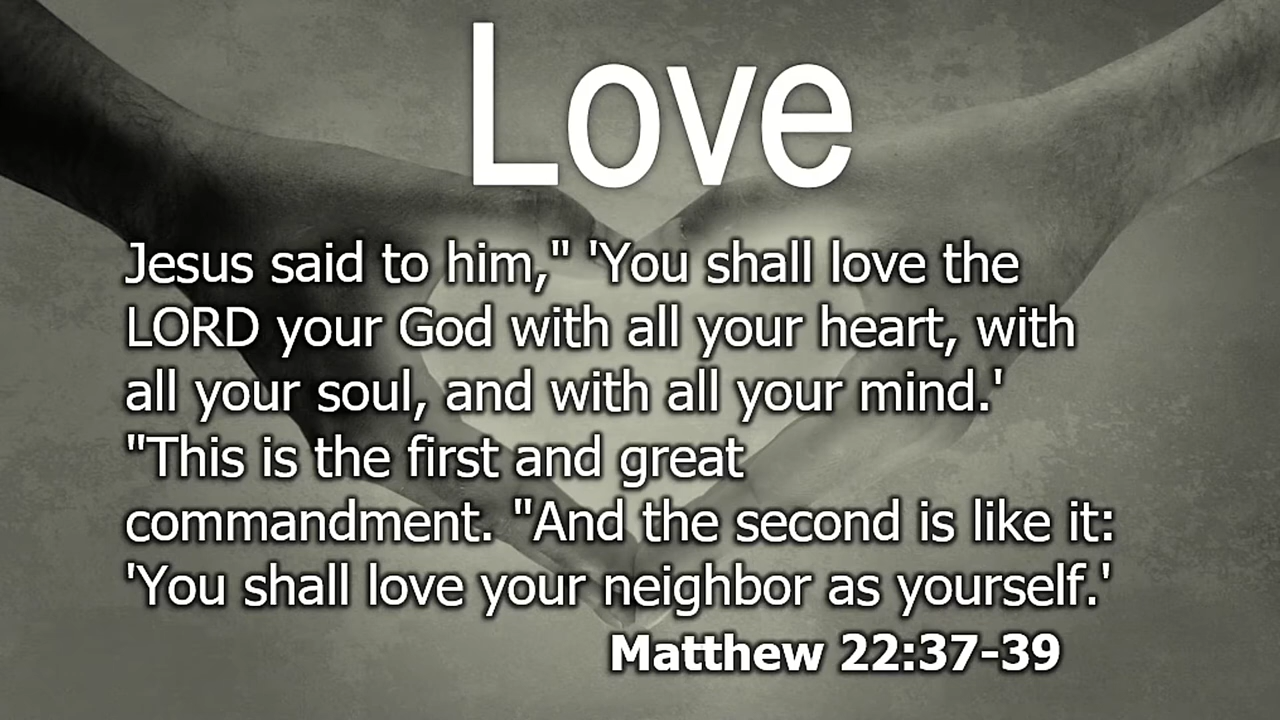 Love
Jesus said to him," 'You shall love the
LORD your God with all your heart, with
all your soul, and with all your mind.'
"This is the first and great
commandment. "And the second is like it:
'You shall love your neighbor as yourself.'
Matthew 22:37-39